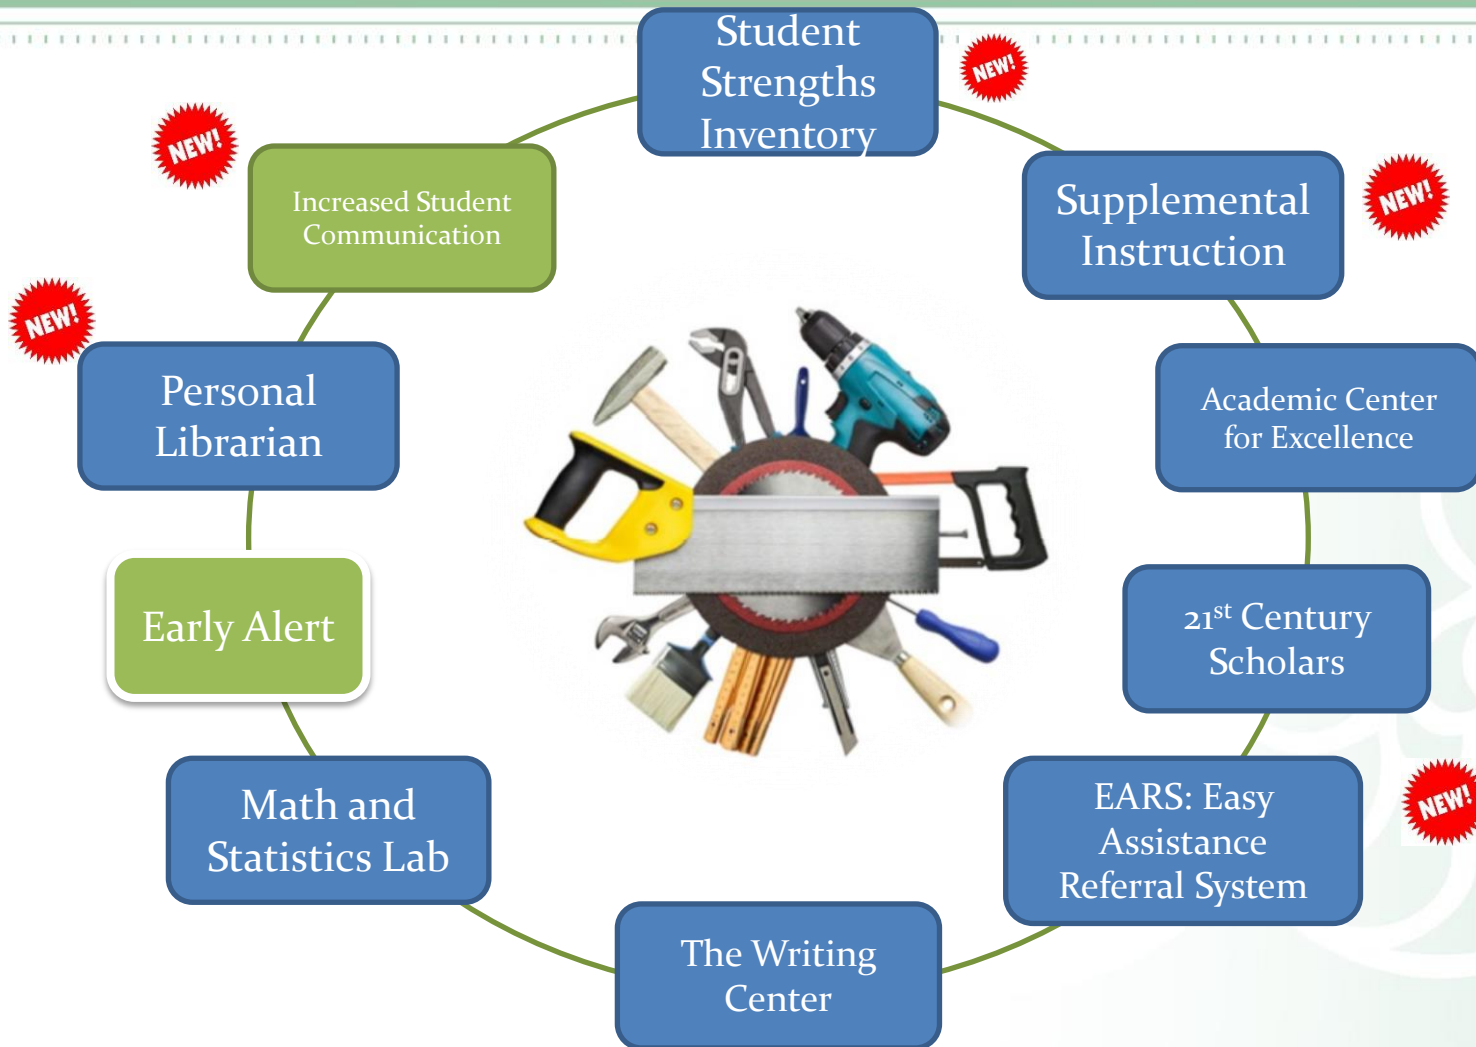 Student
Strengths
Inventory
NEW!
Supplemental
Instruction
NEW!
Academic Center
for Excellence
21st Century
Scholars
EARS: Easy
Assistance
Referral System
NEW!
The Writing
Center
Math and
Statistics Lab
Early Alert
Personal
Librarian
NEW!
Increased Student
Communication
NEW!